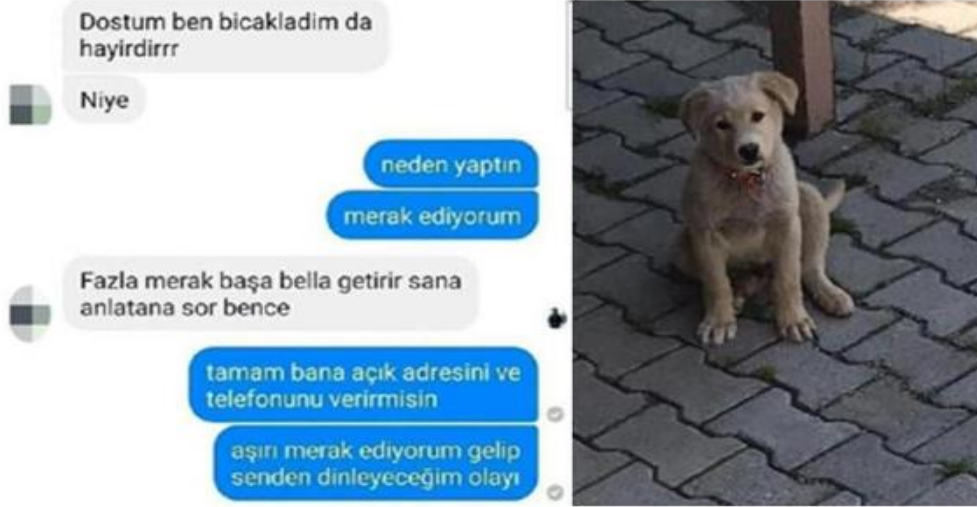 Dostum ben bicakladim da
hayirdirrr
Niye
neden yaptın
merak ediyorum
Fazla merak başa bella getirir sana
anlatana sor bence
tamam bana açık adresini ve
telefonunu verirmisin
aşırı merak ediyorum gelip
senden dinleyeceğim olayı